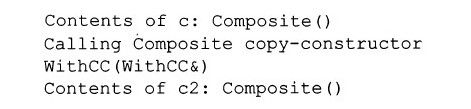 Contents of c: Composite()
Calling Composite copy-constructor
WithCC(WithCC&)
Contents of c2: Composite()